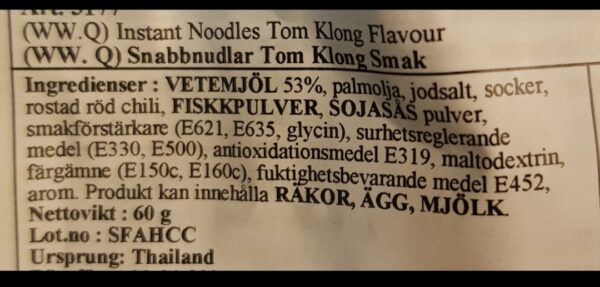 (WW.Q) Instant Noodles Tom Klong Flavour
(WW. Q) Snabbnudlar Tom Klong Smak
Ingredienser : VETEMJÖL 53%, palmolja, jodsalt, socker,
rostad röd chili, FISKKPULVER, SOJASÅS pulver,
smakförstärkare (E621, E635, glycin), surhetsreglerande
medel (E330, E500), antioxidationsmedel E319, maltodextrin,
färgämne (E150c, E160c), fuktighetsbevarande medel E452,
arom. Produkt kan innehålla RÄKOR, ÄGG, MJÖLK.
Nettovikt : 60 g
Lot.no : SFAHCC
Ursprung: Thailand